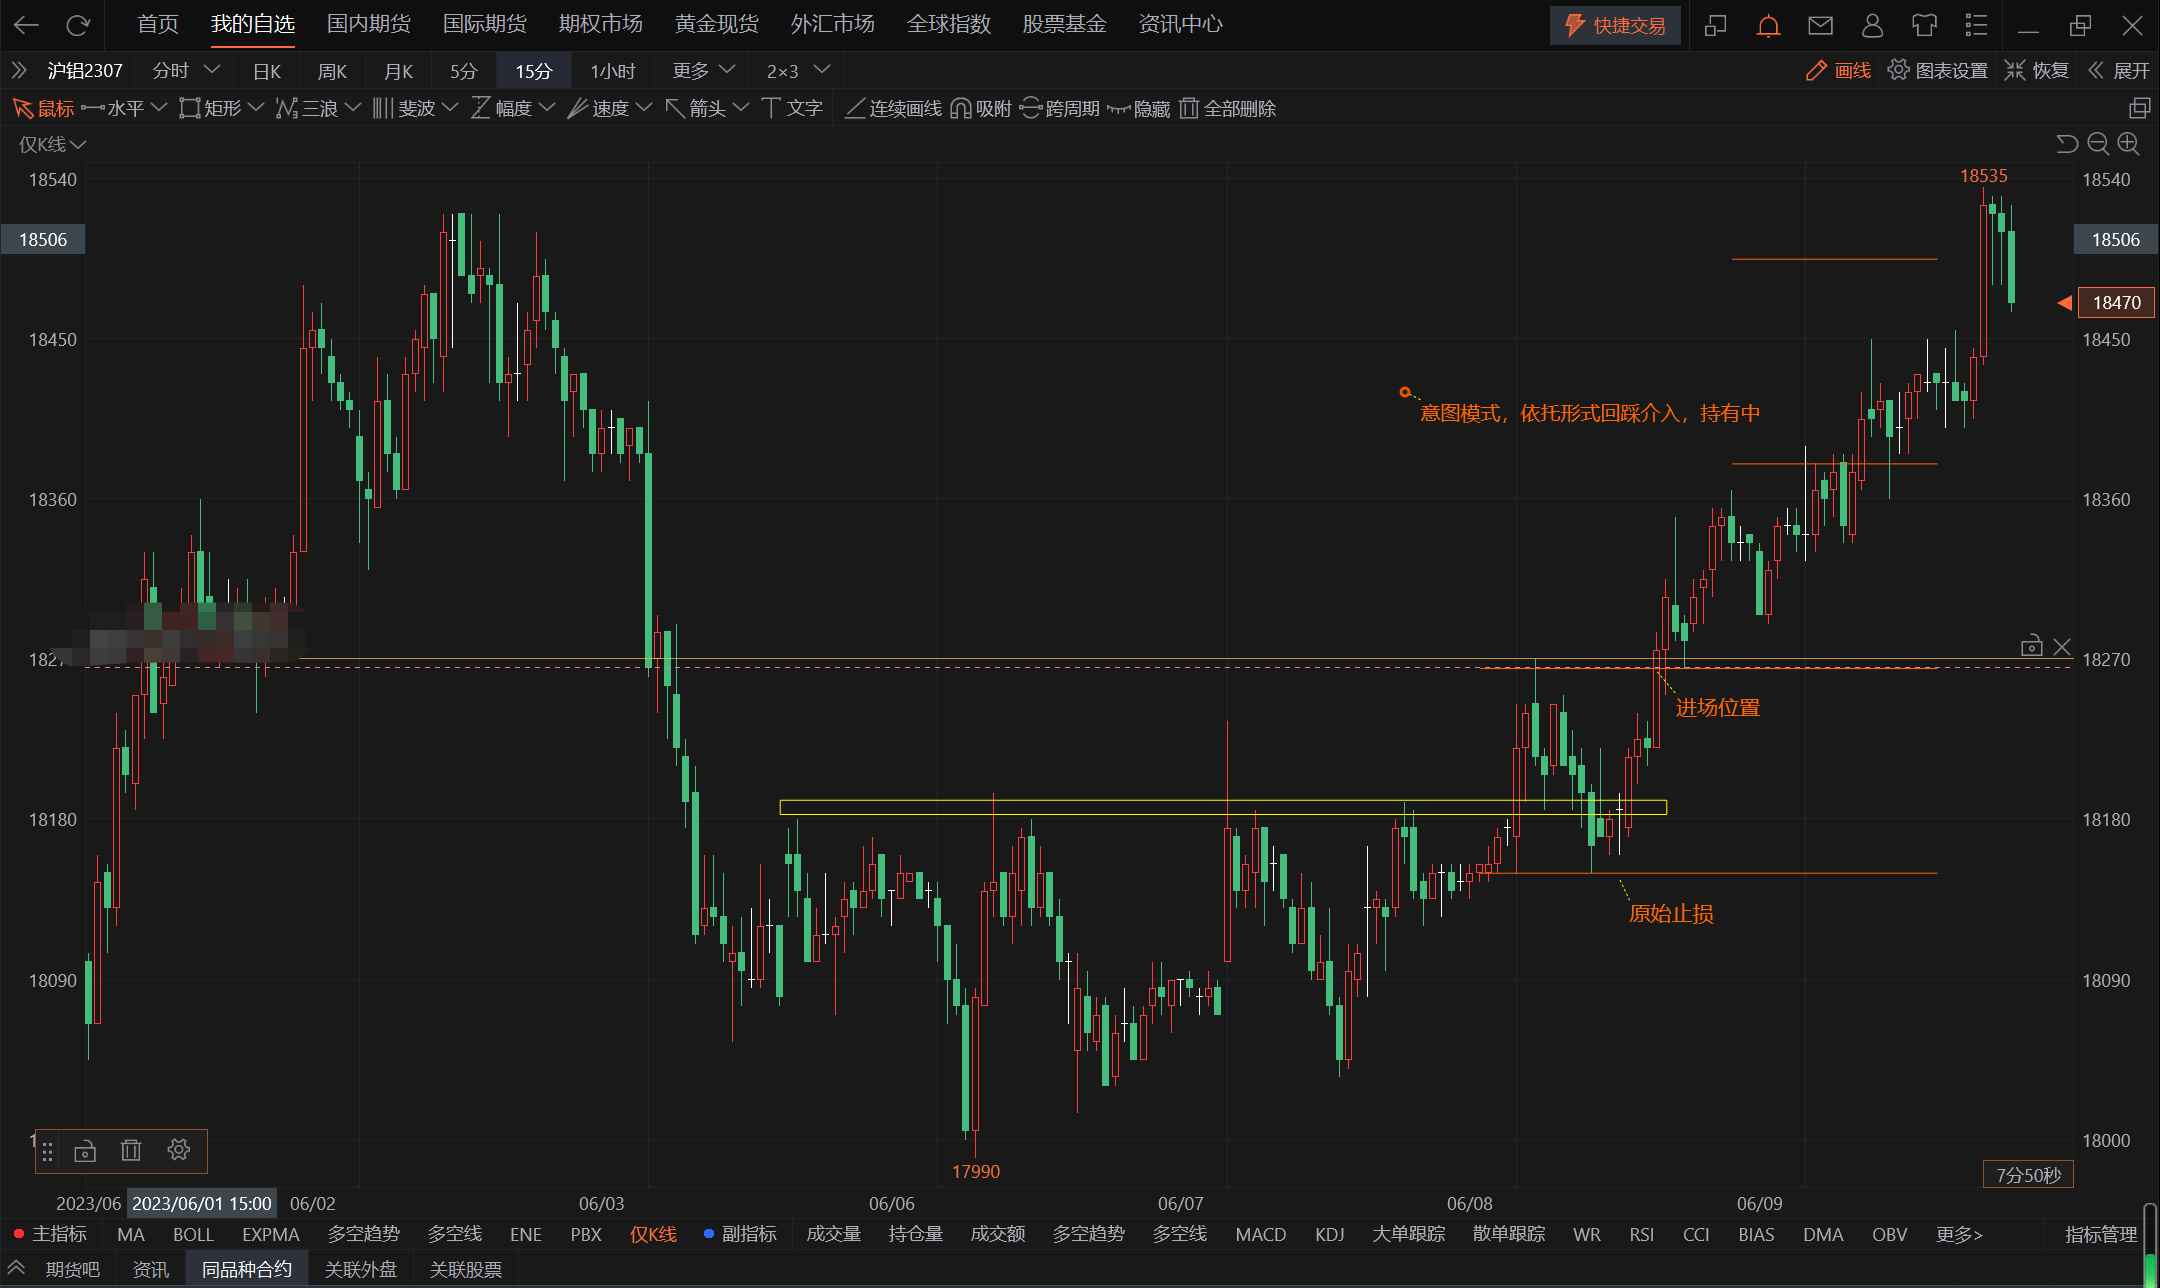 首页 我的自选 国内期货 国际期货 期权市场 黄金现货 外汇市场 全球指数 股票基金 资讯中心 快捷交易
沪铝2307 分时 日K 周K 月K 5分 15分 1小时 更多 2×3 画线 图表设置 恢复 展开
鼠标 水平 矩形 三浪 斐波 幅度 速度 箭头 文字 连续画线 吸附 跨周期 隐藏 全部删除
仅K线
18535
18540 18540
18506 18506
18470
18450 18450
意图模式，依托形式回踩介入，持有中
18360 18360
18270
进场位置
18180 18180
原始止损
18090 18090
18000
17990
7分50秒
2023/06 2023/06/01 15:00 06/02 06/03 06/06 06/07 06/08 06/09
主指标 MA BOLL EXPMA 多空趋势 多空线 ENE PBX 仅K线 副指标 成交量 持仓量 成交额 多空趋势 多空线 MACD KDJ 大单跟踪 散单跟踪 WR RSI CCI BIAS DMA OBV 更多> 指标管理
期货吧 资讯 同品种合约 关联外盘 关联股票